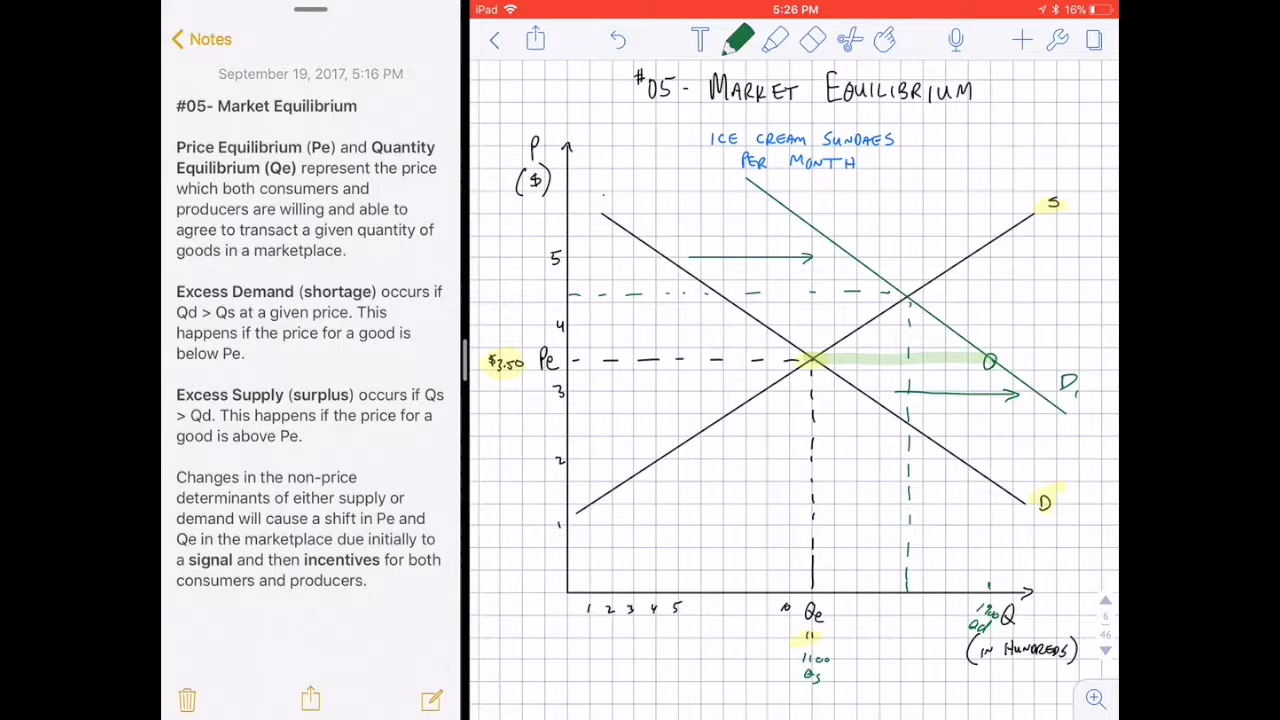 Notes
September 19, 2017, 5:16 PM
#05- Market Equilibrium
Price Equilibrium (Pe) and Quantity
Equilibrium (Qe) represent the price
which both consumers and
producers are willing and able to
agree to transact a given quantity of
goods in a marketplace.
Excess Demand (shortage) occurs if
Qd > Qs at a given price. This
happens if the price for a good is
below Pe.
Excess Supply (surplus) occurs if Qs
> Qd. This happens if the price for a
good is above Pe.
Changes in the non-price
determinants of either supply or
demand will cause a shift in Pe and
Qe in the marketplace due initially to
a signal and then incentives for both
consumers and producers.
iPad 5:26 PM 16%
T
#05- MARKET EQUILIBRIUM
ICE CREAM SUNDAES
PER MONTH
P
($)
S
5
4
$3.50 Pe
3
D1
2
D
1
1 2 3 4 5 10 Qe 1900 Q
Qd
11
(IN HUNDREDS)
1100
Qs
6
46